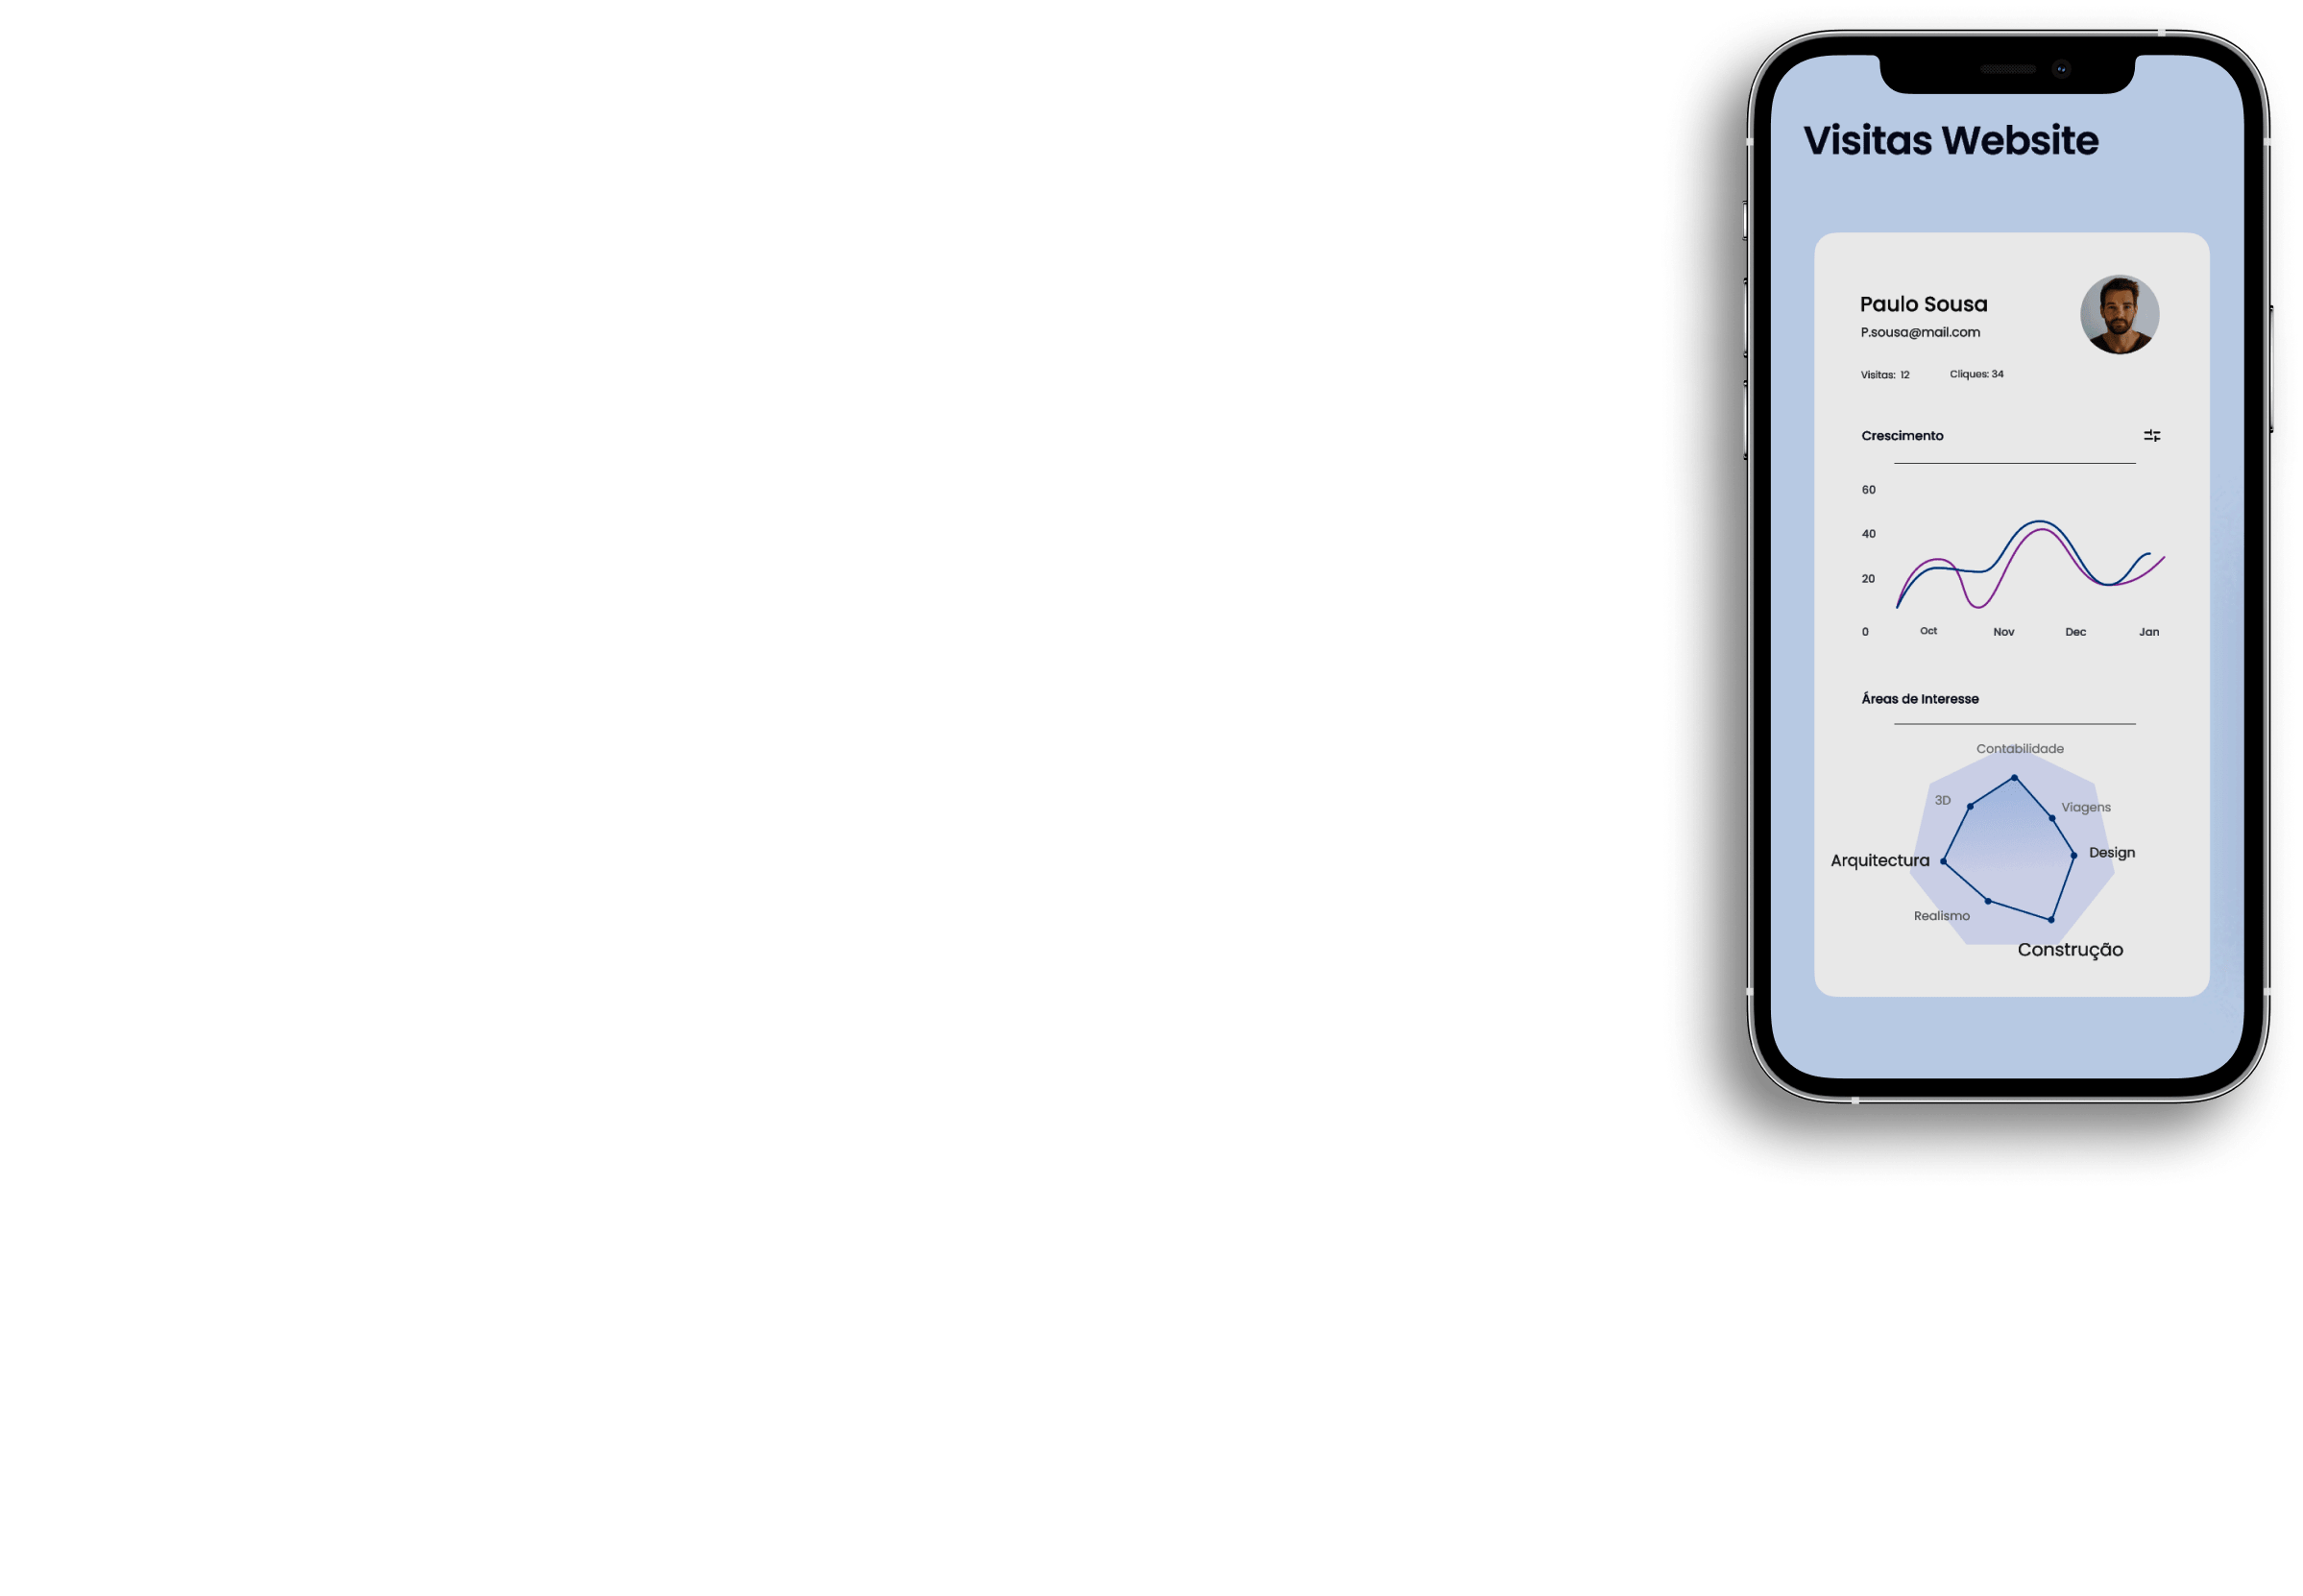 Visitas Website
Paulo Sousa
P.sousa@mail.com
Visitas: 12 Cliques: 34
Crescimento
60
40
20
0 Oct Nov Dec Jan
Áreas de Interesse
Contabilidade
3D Viagens
Arquitectura Design
Realismo
Construção